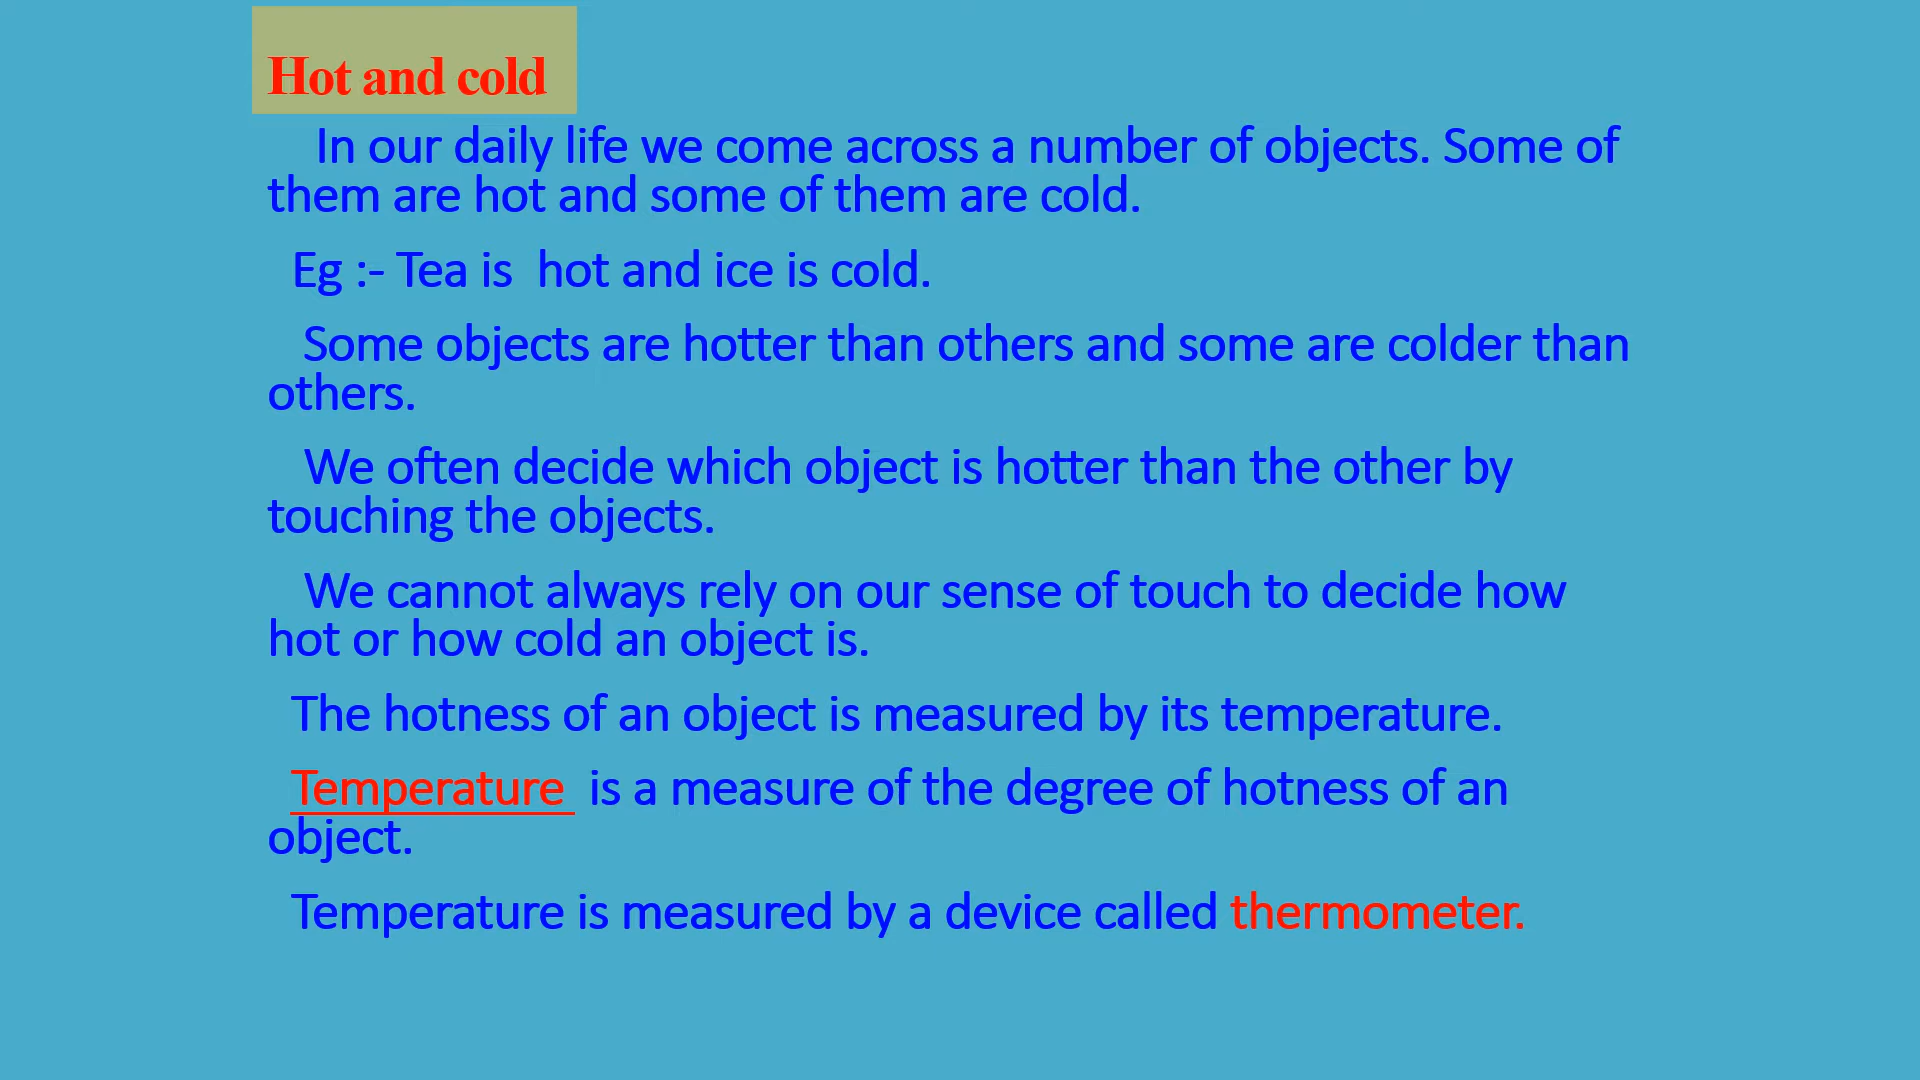 Hot and cold
In our daily life we come across a number of objects. Some of
them are hot and some of them are cold.
Eg :- Tea is  hot and ice is cold.
Some objects are hotter than others and some are colder than
others.
We often decide which object is hotter than the other by
touching the objects.
We cannot always rely on our sense of touch to decide how
hot or how cold an object is.
The hotness of an object is measured by its temperature.
Temperature  is a measure of the degree of hotness of an
object.
Temperature is measured by a device called thermometer.